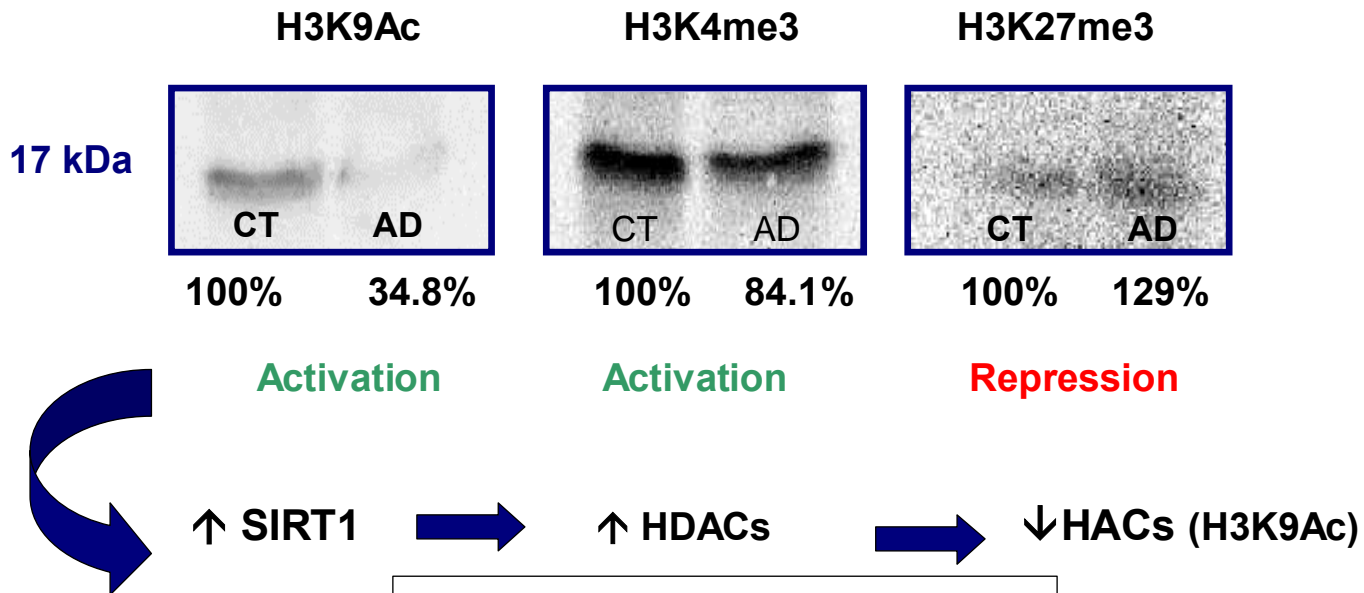 H3K9Ac H3K4me3 H3K27me3
17 kDa
CT AD CT AD CT AD
100% 34.8% 100% 84.1% 100% 129%
Activation Activation Repression
↑ SIRT1 ↑ HDACs ↓HACs (H3K9Ac)